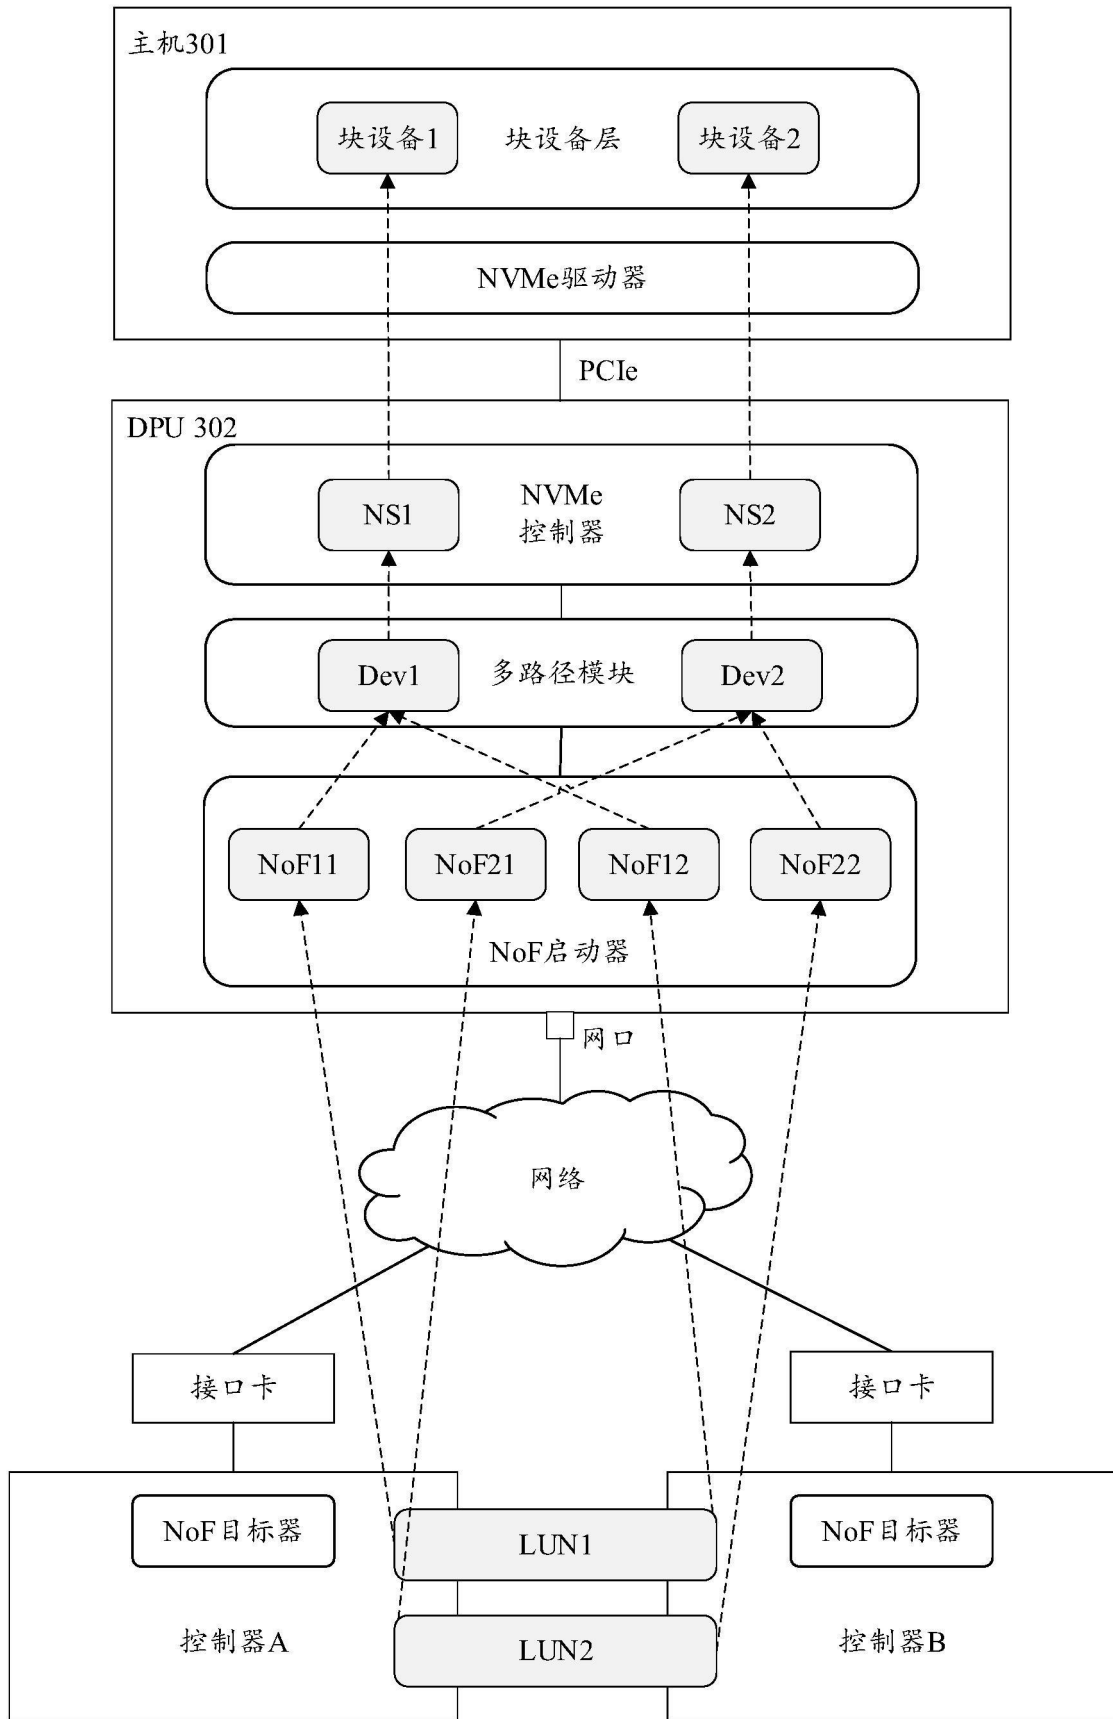 主机301
块设备1
块设备层
块设备2
NVMe驱动器
PCIe
DPU 302
NS1
NVMe
控制器
NS2
Dev1
多路径模块
Dev2
NoF11
NoF21
NoF12
NoF22
NoF启动器
网口
网络
接口卡
接口卡
NoF目标器
LUN1
NoF目标器
控制器A
LUN2
控制器B